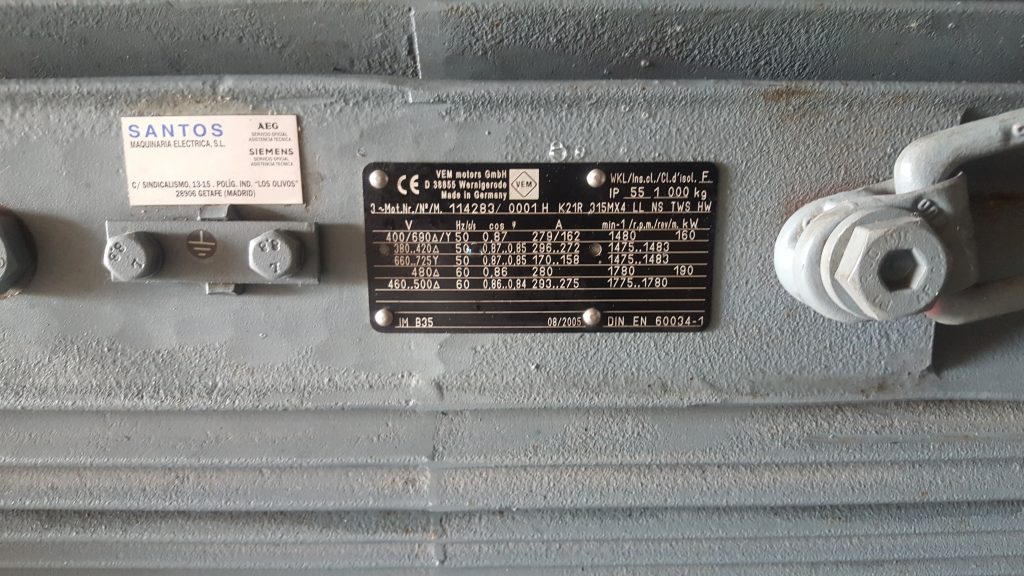 SANTOS
MAQUINARIA ELECTRICA, S.L.
AEG
SERVICIO OFICIAL
ASISTENCIA TECNICA
SIEMENS
SERVICIO OFICIAL
ASISTENCIA TECNICA
C/ SINDICALISMO, 13-15 . POLÍG. IND. "LOS OLIVOS"
28906 GETAFE (MADRID)
CE
VEM motors GmbH
D 38855 Wernigerode
Made in Germany
VEM
WKL/Ins.cl./Cl.d'isol. F
IP 55 1 000 kg
3~Mot.Nr./N°/M. 114283/ 0001 H K21R 315MX4 LL NS TWS HW
V Hz/c/s cos φ A min-1/r.p.m./rev/n. kW
400/690Δ/Y 50 0,87 279/162 1480 160
380..420Δ 50 0,87..0,85 296..272 1475..1483
660..725Y 50 0,87..0,85 170..158 1475..1483
480Δ 60 0,86 280 1780 190
460..500Δ 60 0,86..0,84 293..275 1775..1780
IM B35 08/2005 DIN EN 60034-1